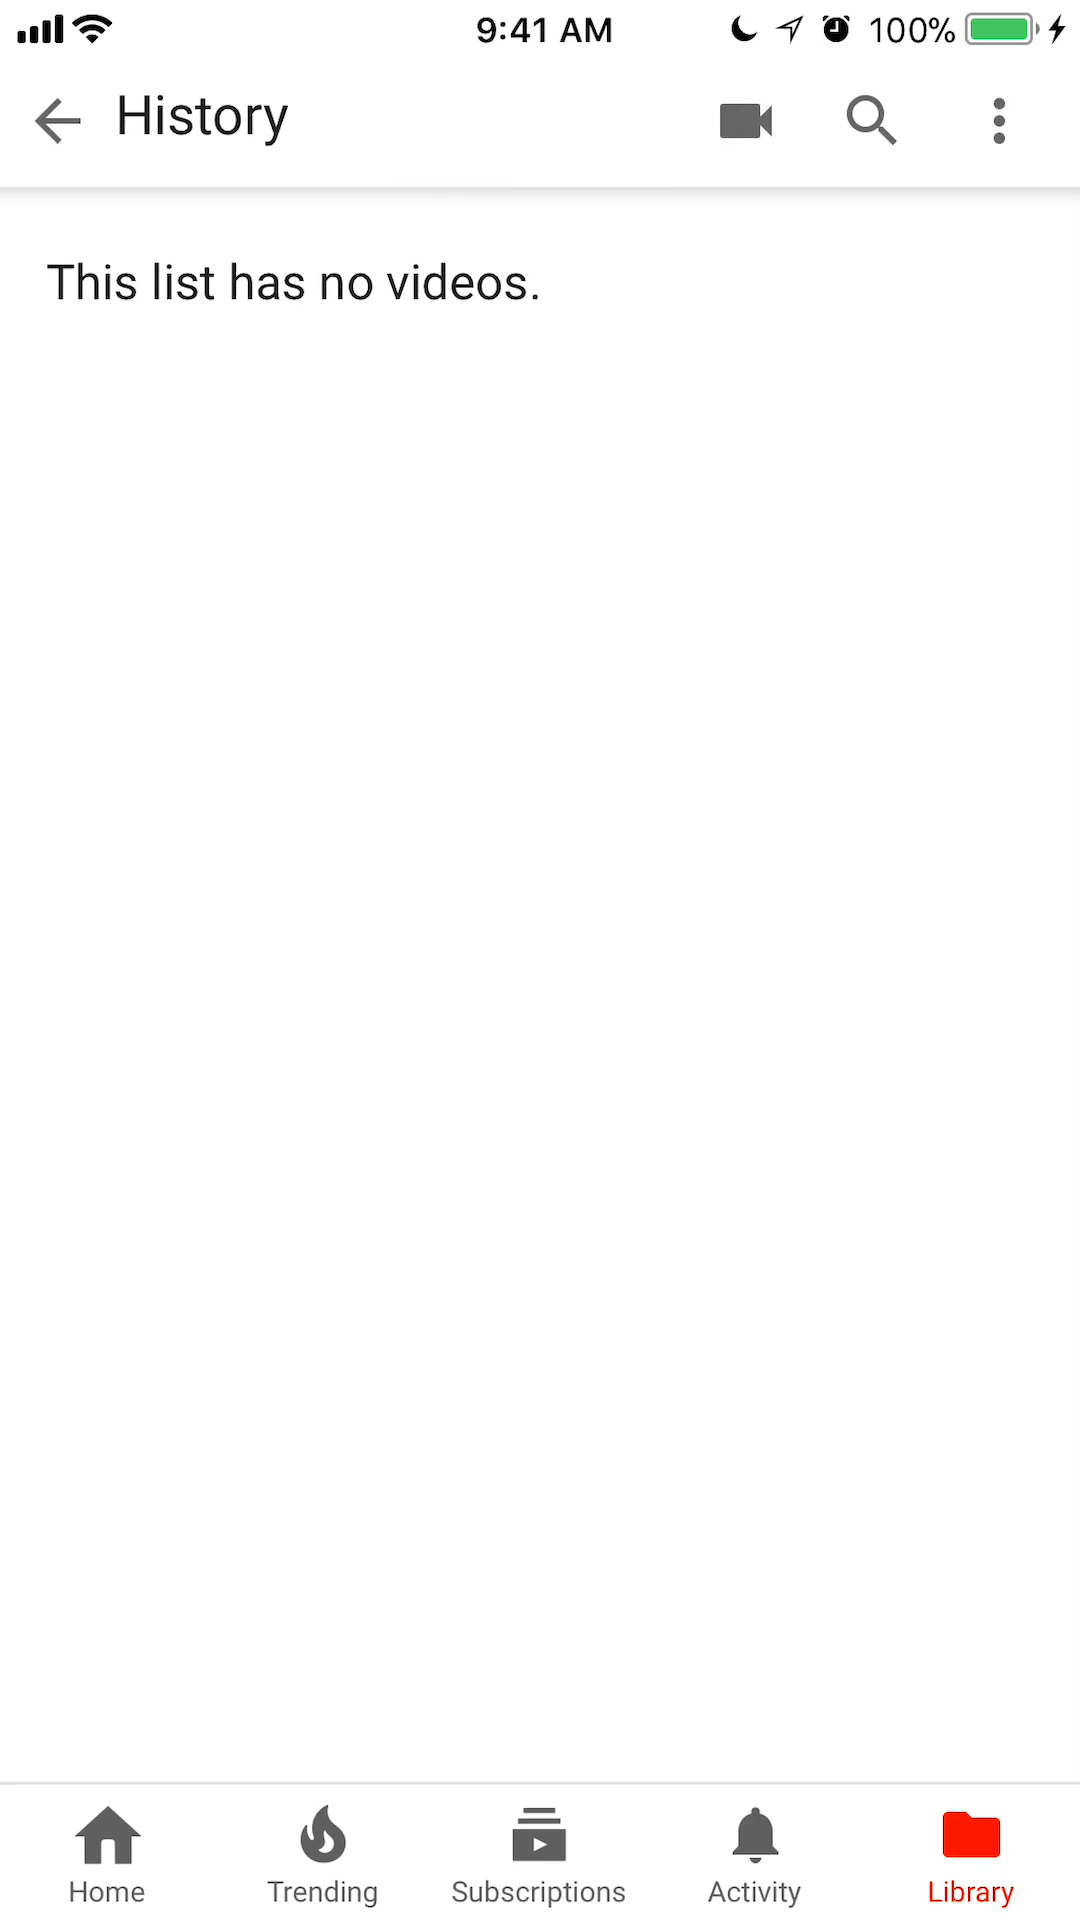 9:41 AM 100%
History
This list has no videos.
Home Trending Subscriptions Activity Library